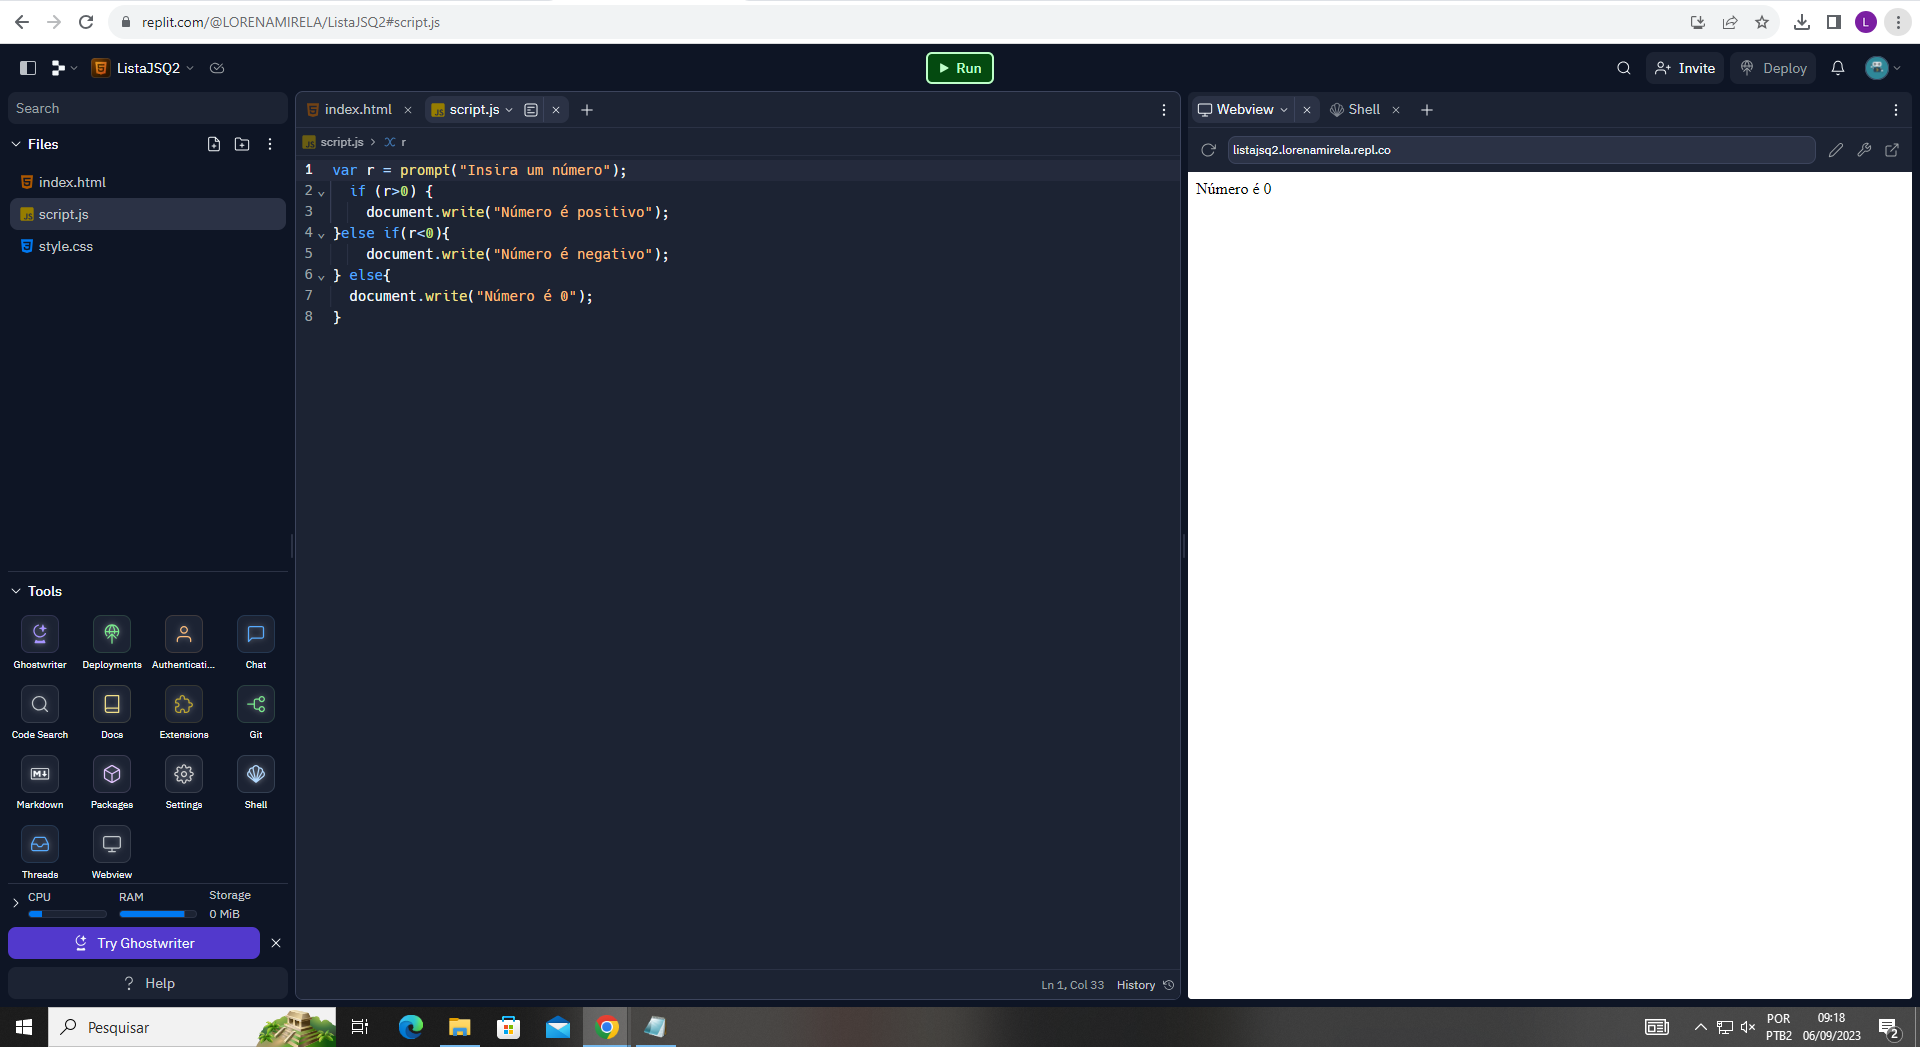 replit.com/@LORENAMIRELA/ListaJSQ2#script.js
L
ListaJSQ2
Run
Invite
Deploy
Search
Files
index.html
script.js
style.css
index.html
script.js
script.js > r
1 var r = prompt("Insira um número");
2 if (r>0) {
3 document.write("Número é positivo");
4 }else if(r<0){
5 document.write("Número é negativo");
6 } else{
7 document.write("Número é 0");
8 }
Ln 1, Col 33 History
Webview
Shell
listajsq2.lorenamirela.repl.co
Número é 0
Tools
Ghostwriter Deployments Authenticati... Chat
Code Search Docs Extensions Git
Markdown Packages Settings Shell
Threads Webview
CPU RAM Storage
0 MiB
Try Ghostwriter
? Help
Pesquisar
POR
PTB2
09:18
06/09/2023
2